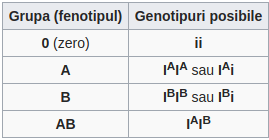 Grupa (fenotipul) Genotipuri posibile
0 (zero) ii
A IᴬIᴬ sau Iᴬi
B IᴮIᴮ sau Iᴮi
AB IᴬIᴮ